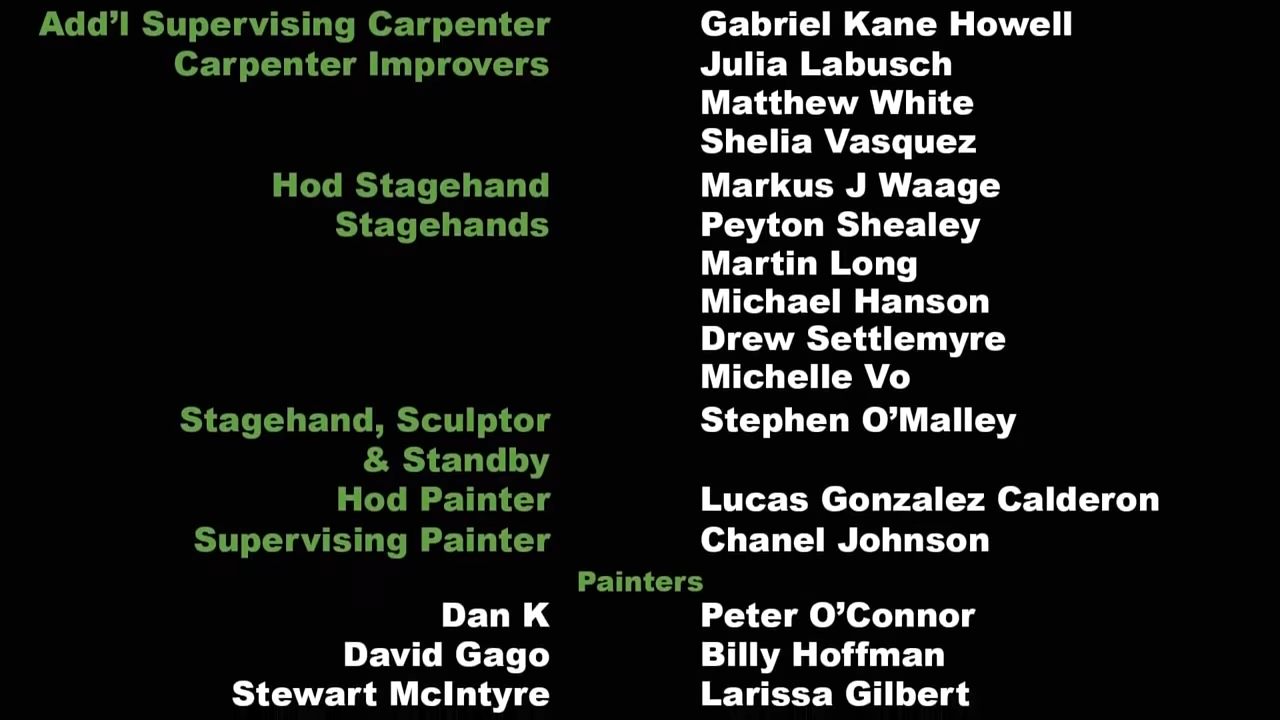 Add’l Supervising Carpenter Gabriel Kane Howell
Carpenter Improvers Julia Labusch
Matthew White
Shelia Vasquez
Hod Stagehand Markus J Waage
Stagehands Peyton Shealey
Martin Long
Michael Hanson
Drew Settlemyre
Michelle Vo
Stagehand, Sculptor Stephen O’Malley
& Standby
Hod Painter Lucas Gonzalez Calderon
Supervising Painter Chanel Johnson
Painters
Dan K Peter O’Connor
David Gago Billy Hoffman
Stewart McIntyre Larissa Gilbert